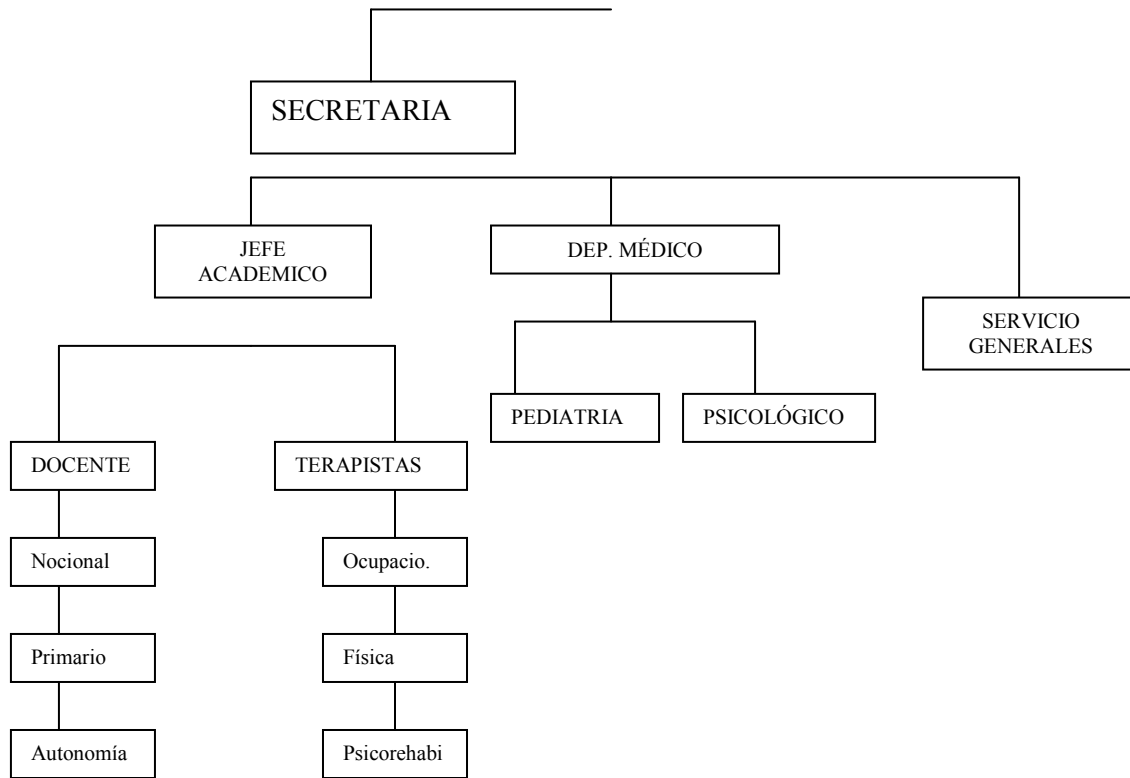 SECRETARIA
JEFE
ACADEMICO
DEP. MÉDICO
SERVICIO
GENERALES
PEDIATRIA
PSICOLÓGICO
DOCENTE
TERAPISTAS
Nocional
Ocupacio.
Primario
Física
Autonomía
Psicorehabi